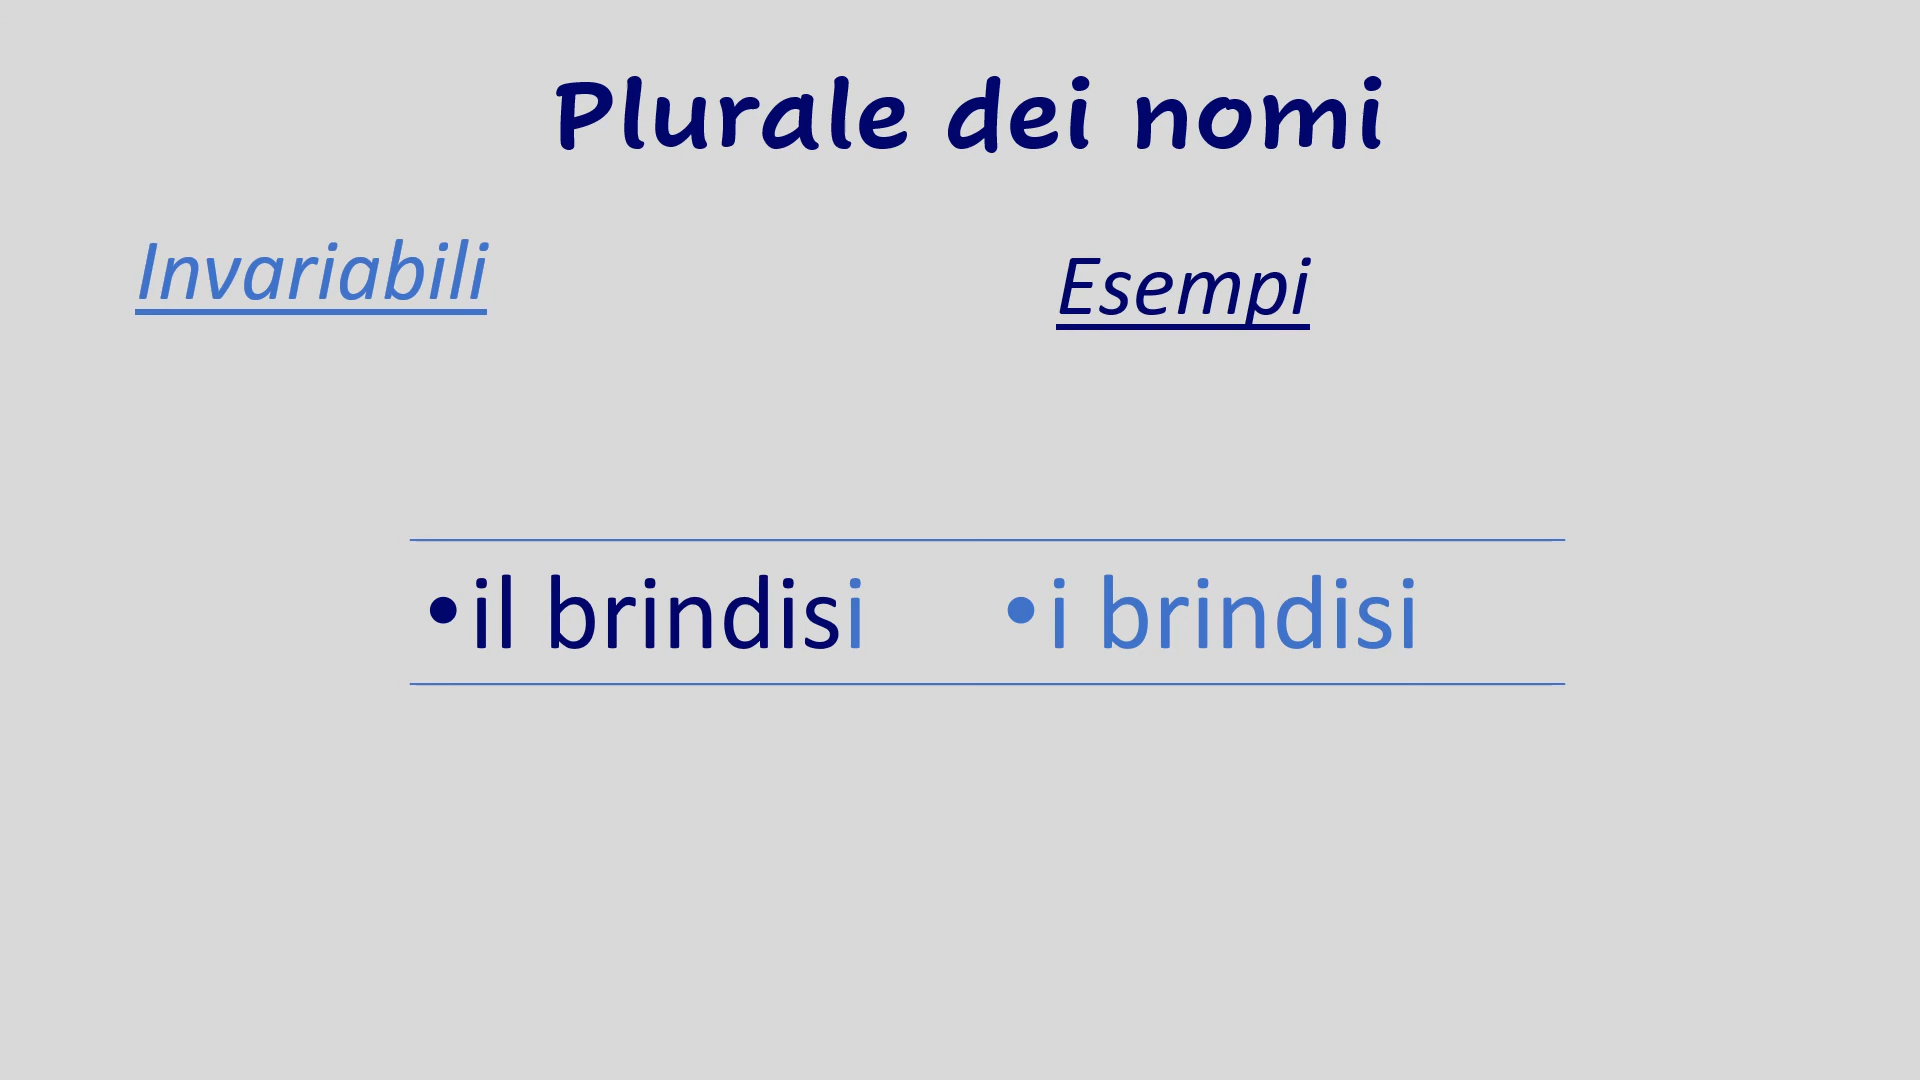 Plurale dei nomi
Invariabili
Esempi
•il brindisi •i brindisi